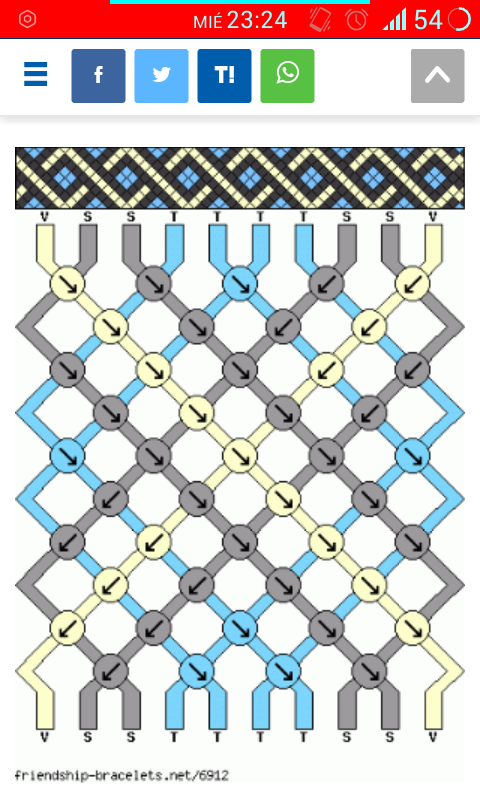 MIÉ 23:24 54
f T!
V S S T T T T S S V
V S S T T T T S S V
friendship-bracelets.net/6912